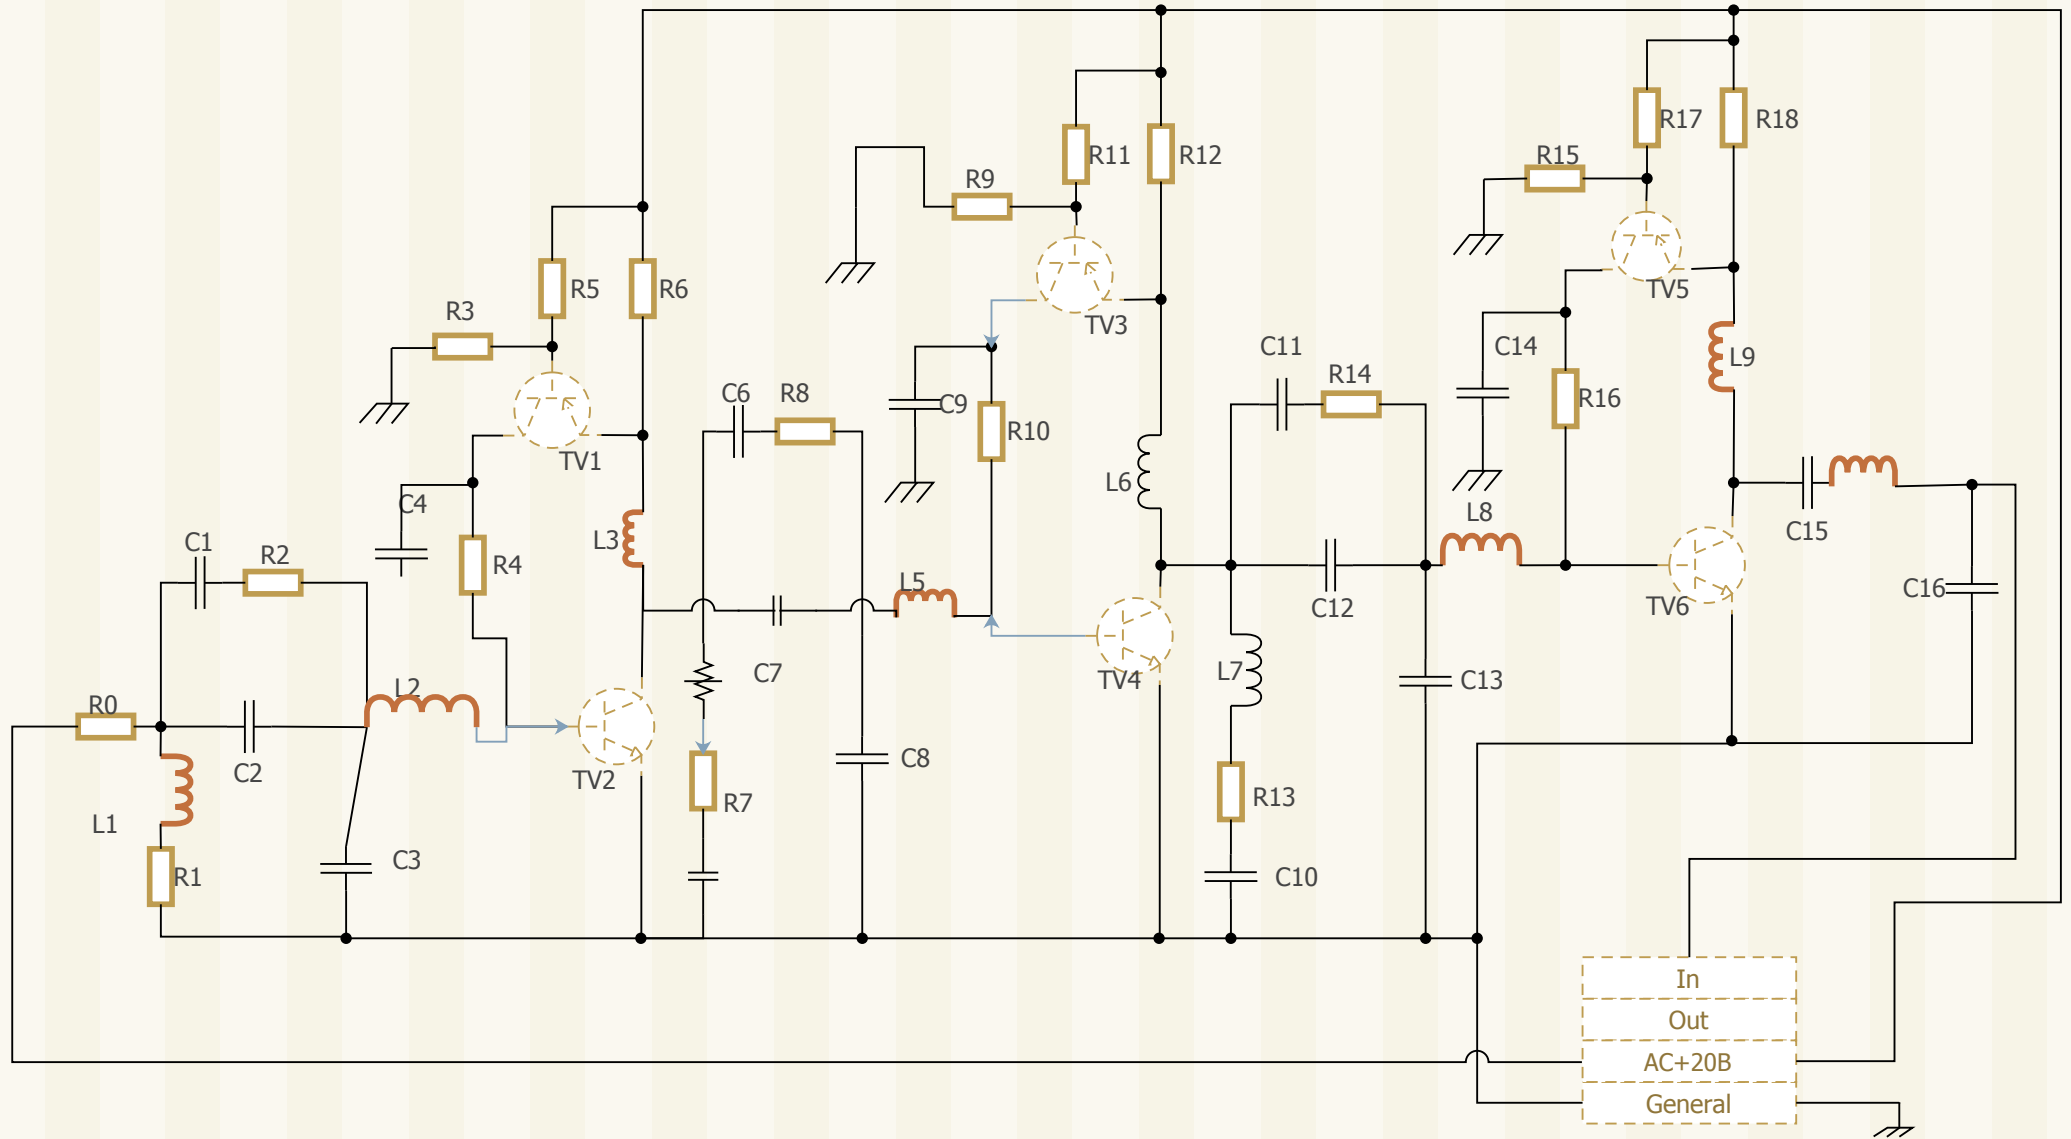 R17
R18
R11
R12
R15
R9
R5
R6
TV5
R3
TV3
C11
C14
L9
R14
C6
R8
C9
R16
R10
TV1
L6
C4
L8
C15
C1
R2
L3
R4
L5
C16
C12
TV6
C7
L7
TV4
C13
L2
R0
C8
C2
TV2
R13
R7
L1
C3
R1
C10
In
Out
AC+20B
General